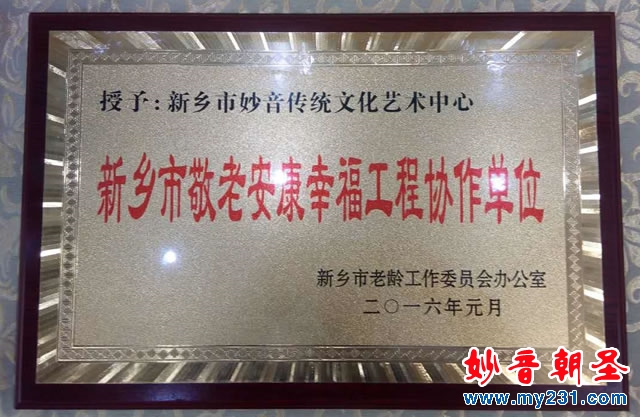 授予：新乡市妙音传统文化艺术中心
新乡市敬老安康幸福工程协作单位
新乡市老龄工作委员会办公室
二〇一六年元月
妙音朝圣
www.my231.com